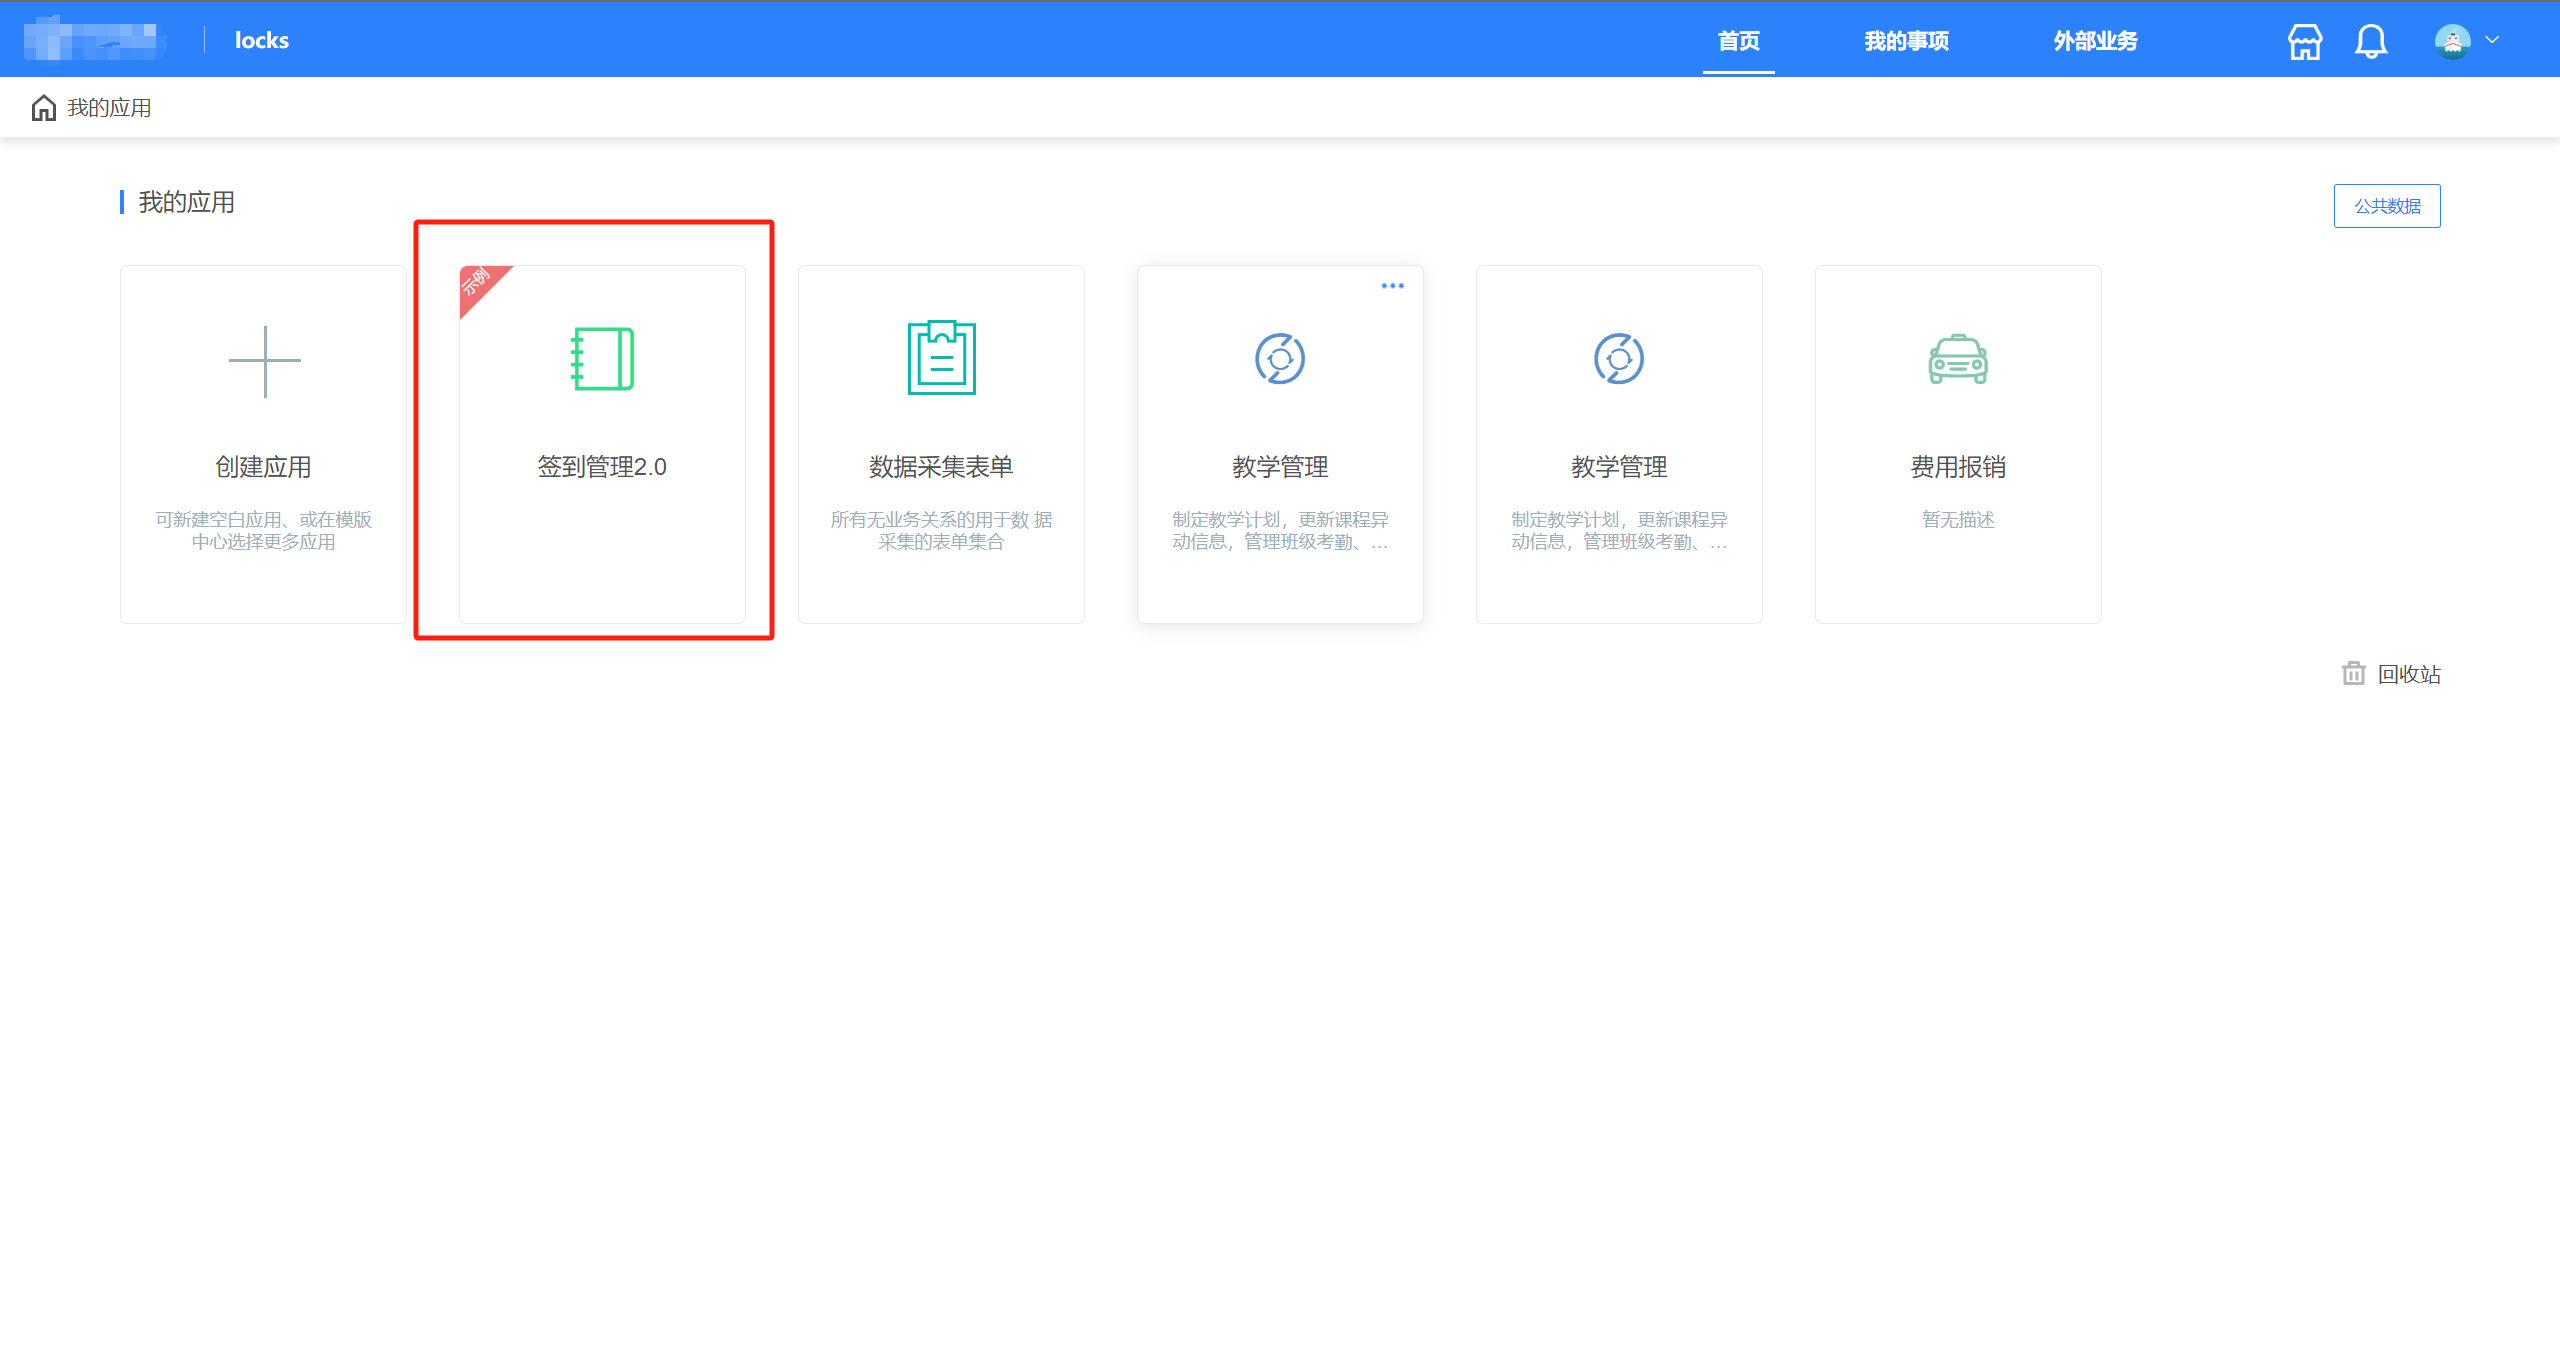 locks
首页
我的事项
外部业务
我的应用
我的应用
公共数据
示例
创建应用
可新建空白应用、或在模版
中心选择更多应用
签到管理2.0
数据采集表单
所有无业务关系的用于数 据
采集的表单集合
教学管理
制定教学计划，更新课程异
动信息，管理班级考勤、...
教学管理
制定教学计划，更新课程异
动信息，管理班级考勤、...
费用报销
暂无描述
回收站